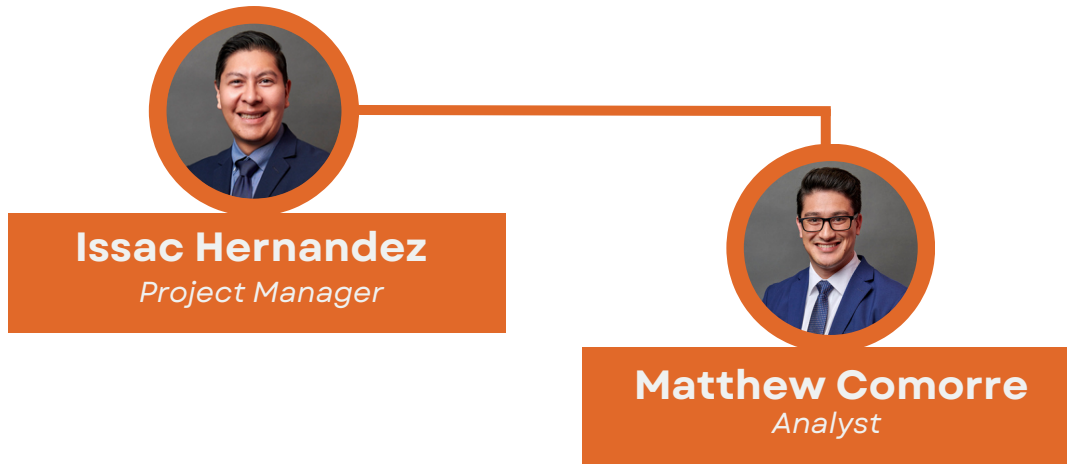 Issac Hernandez
Project Manager
Matthew Comorre
Analyst